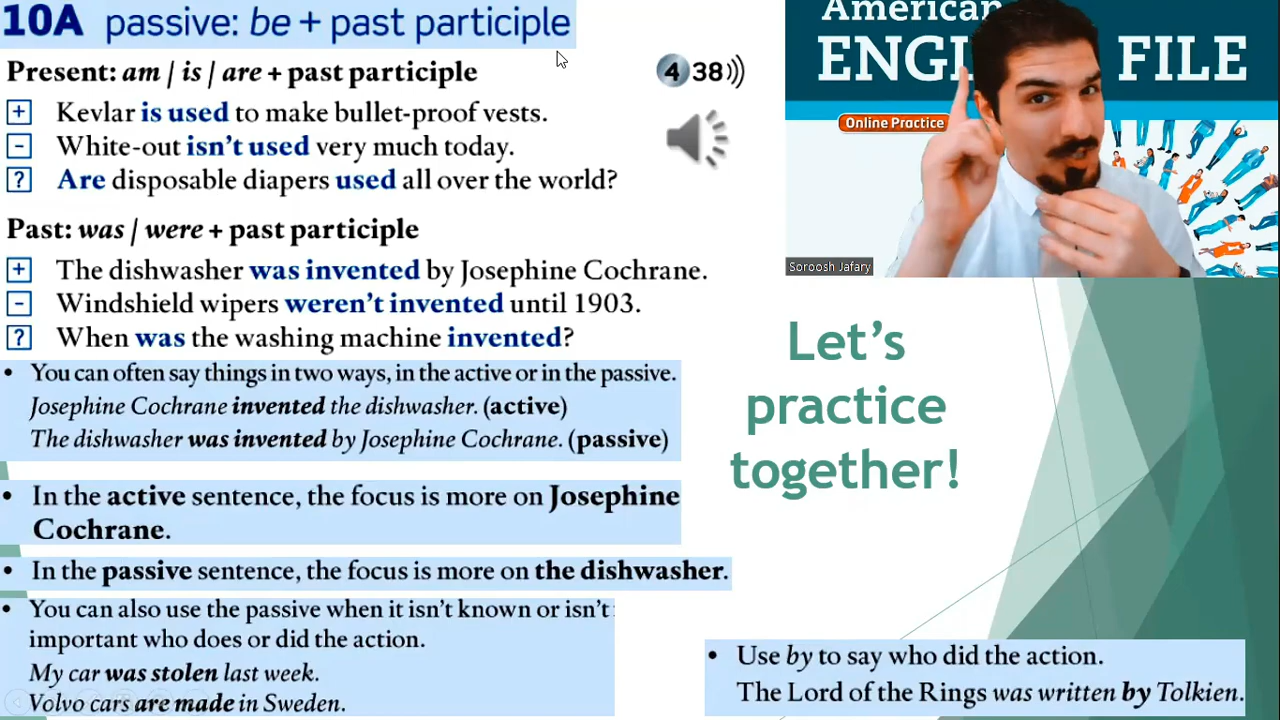 10A passive: be + past participle
Present: am | is | are + past participle
4 38
+ Kevlar is used to make bullet-proof vests.
- White-out isn't used very much today.
? Are disposable diapers used all over the world?
Past: was | were + past participle
+ The dishwasher was invented by Josephine Cochrane.
- Windshield wipers weren't invented until 1903.
? When was the washing machine invented?
• You can often say things in two ways, in the active or in the passive.
Josephine Cochrane invented the dishwasher. (active)
The dishwasher was invented by Josephine Cochrane. (passive)
• In the active sentence, the focus is more on Josephine
Cochrane.
• In the passive sentence, the focus is more on the dishwasher.
• You can also use the passive when it isn't known or isn't
important who does or did the action.
My car was stolen last week.
Volvo cars are made in Sweden.
American
ENGL FILE
Online Practice
Soroosh Jafary
Let's
practice
together!
• Use by to say who did the action.
The Lord of the Rings was written by Tolkien.